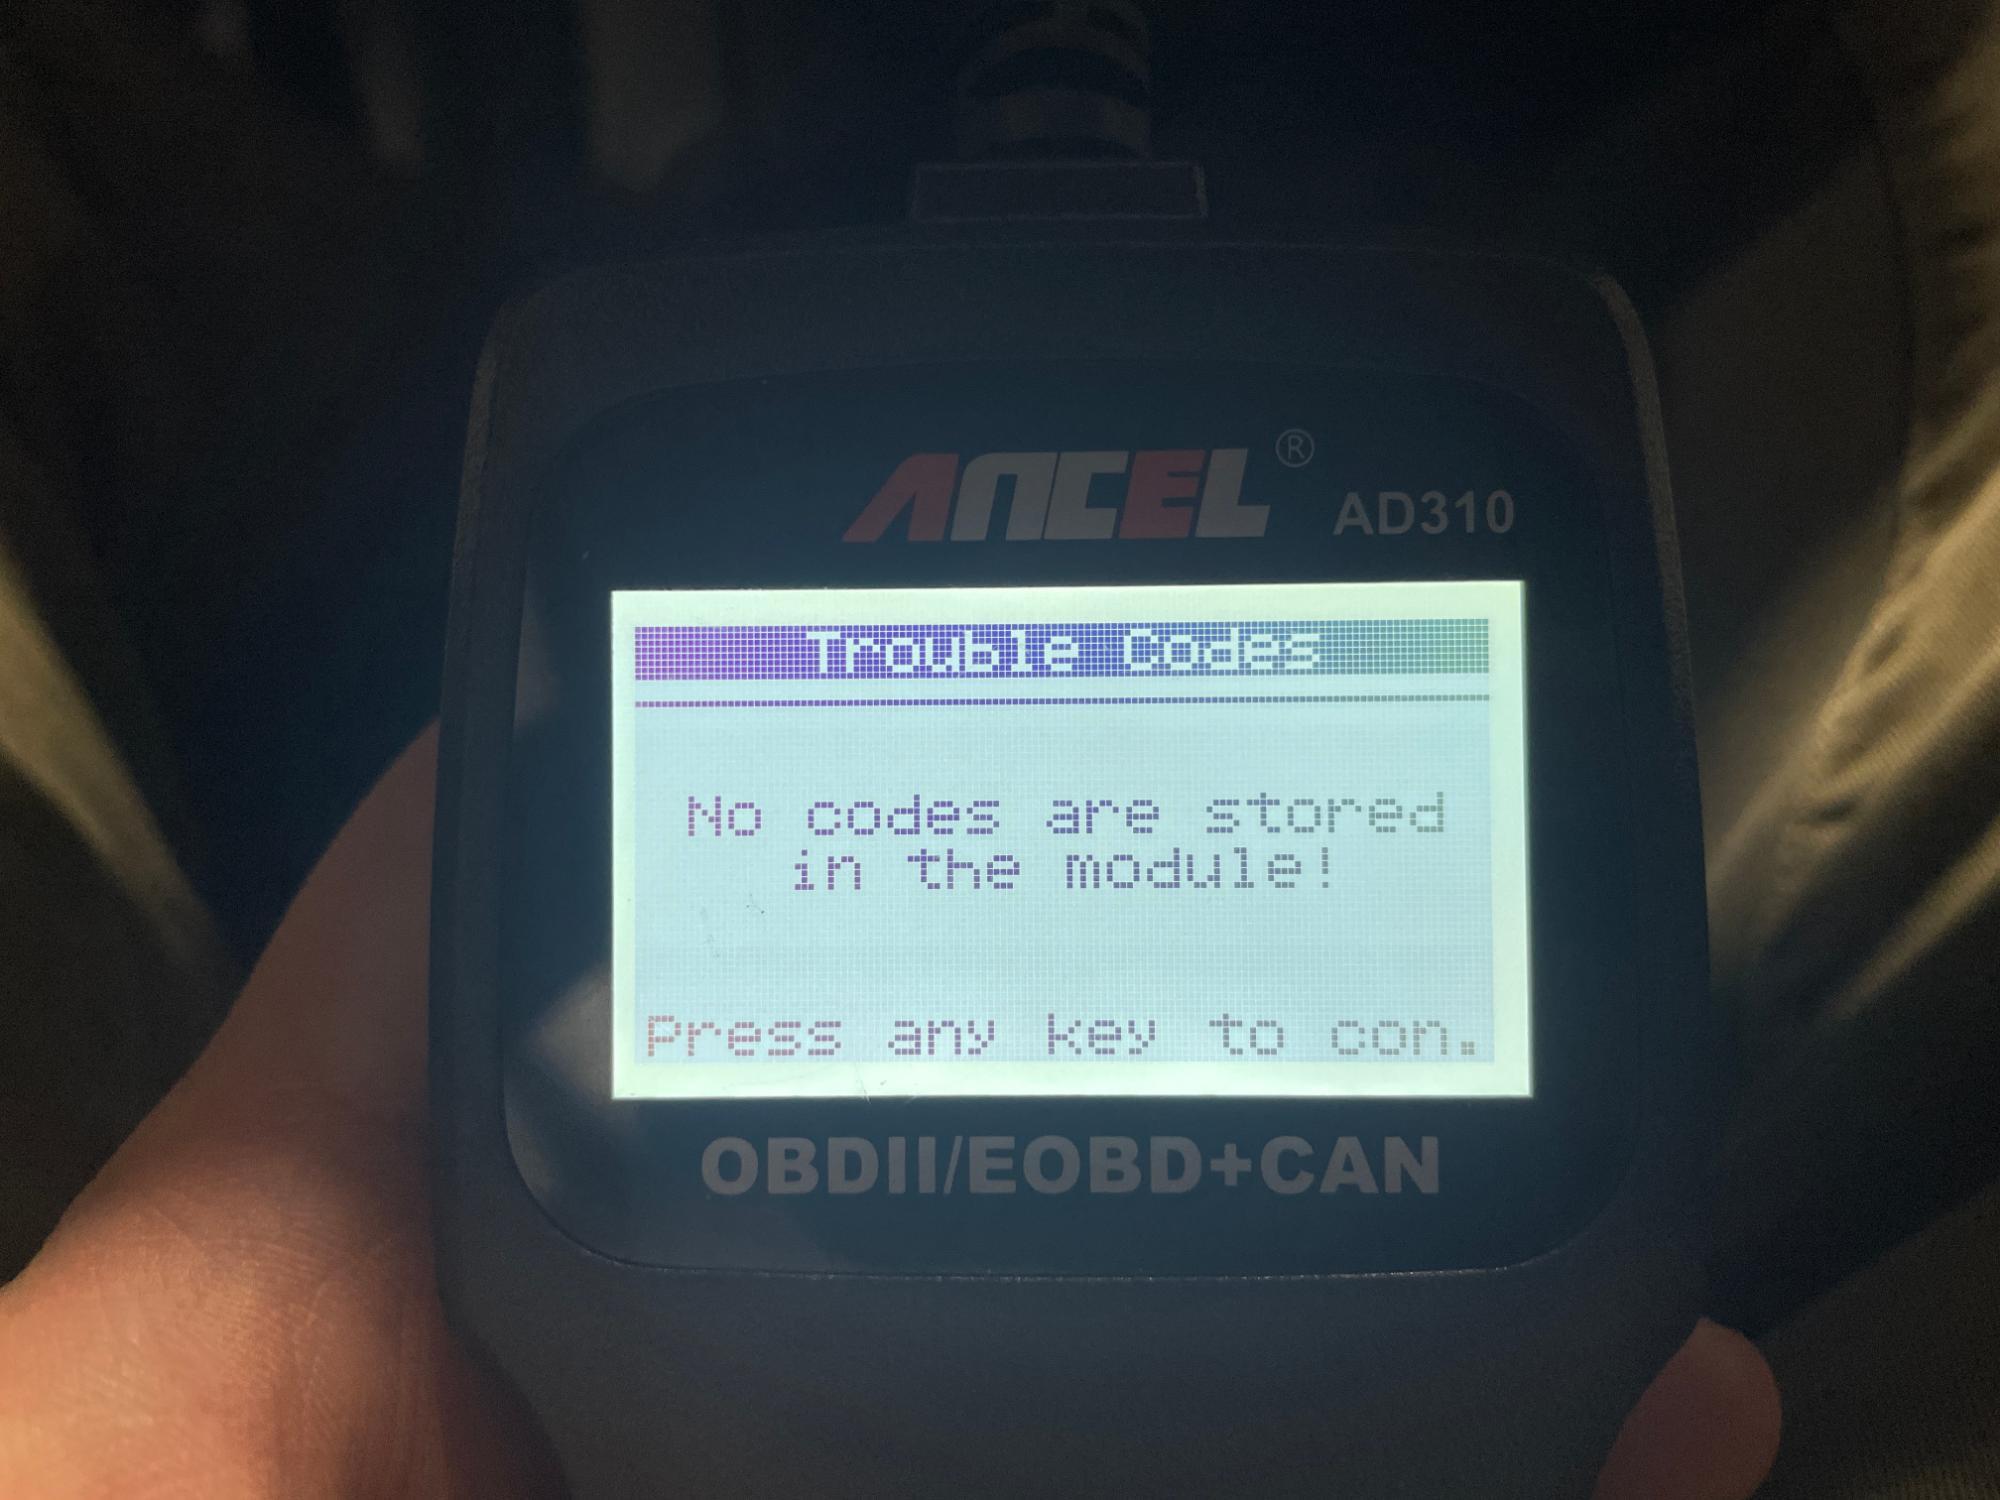 ANCEL® AD310
Trouble Codes
No codes are stored
in the module!
Press any key to con.
OBDII/EOBD+CAN